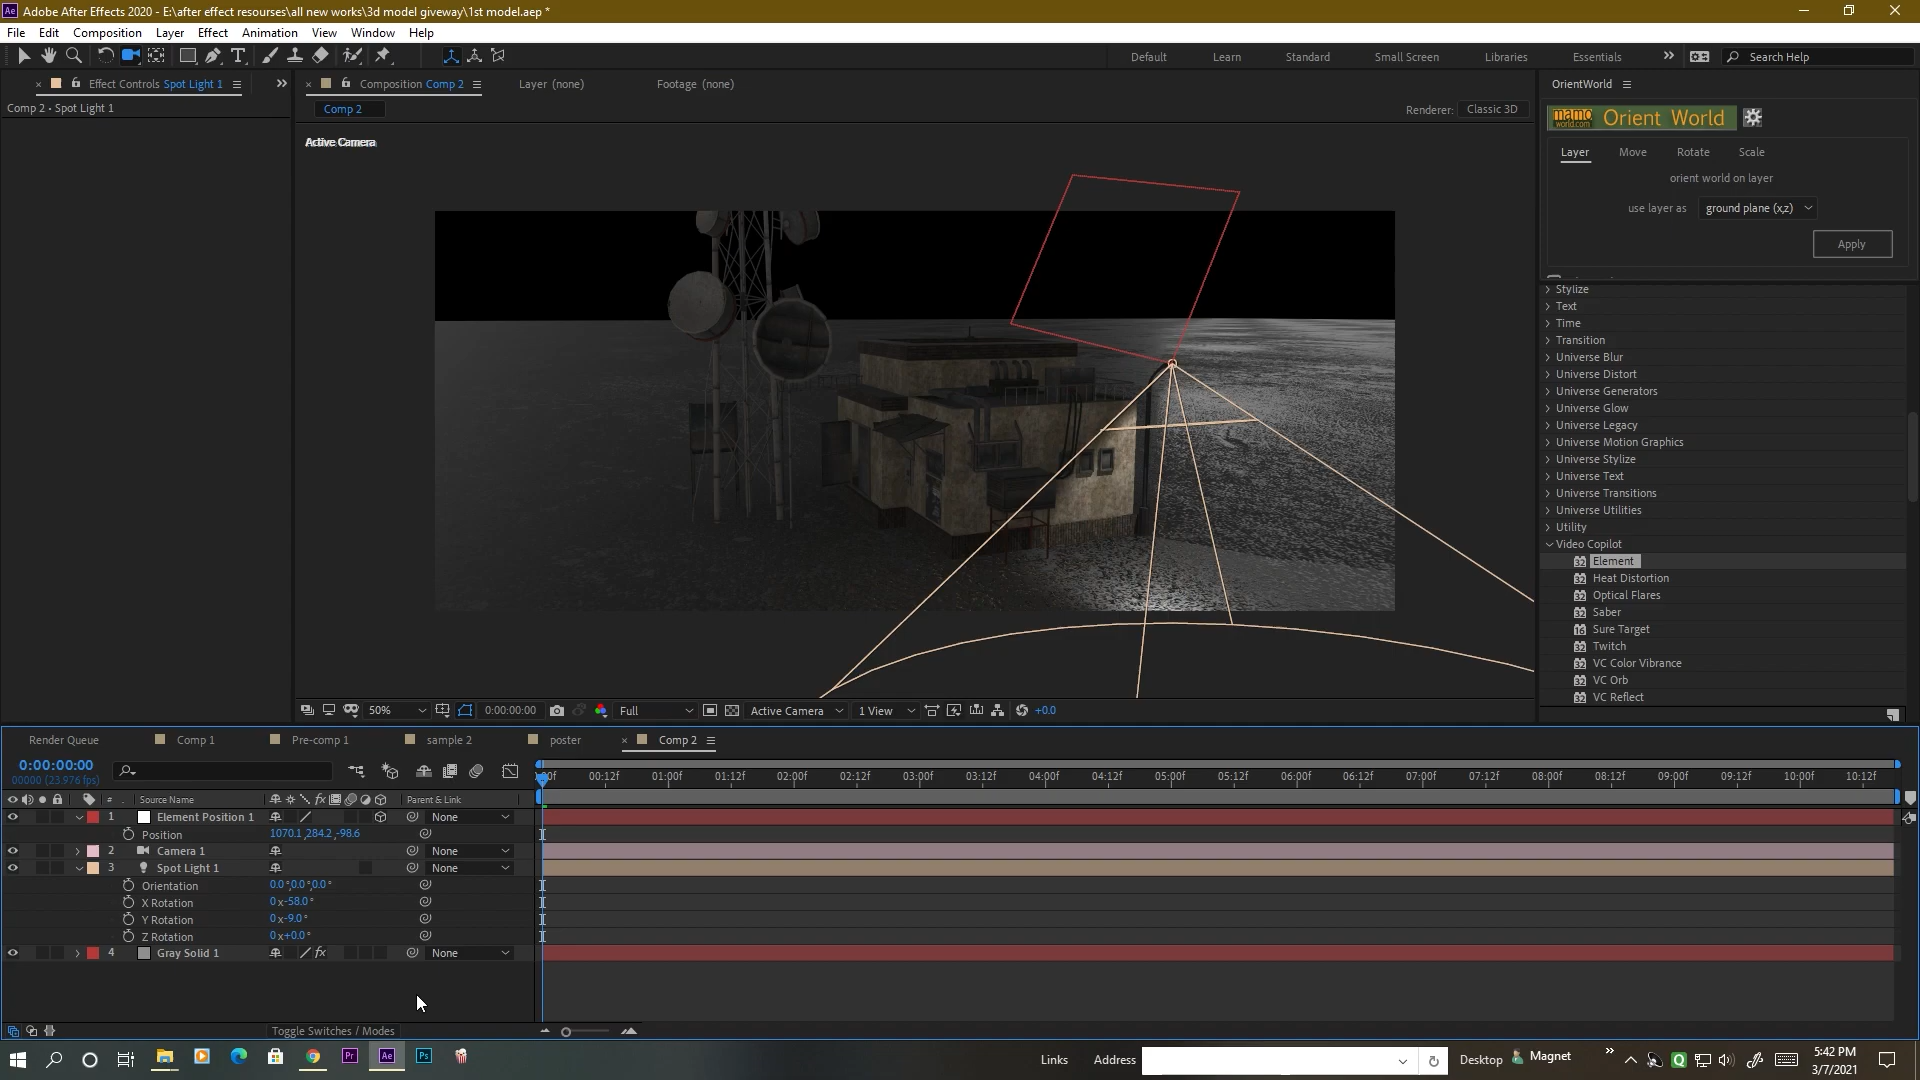 Adobe After Effects 2020 - E:\after effect resourses\all new works\3d model giveway\1st model.aep *
File Edit Composition Layer Effect Animation View Window Help
Default Learn Standard Small Screen Libraries Essentials Search Help
Effect Controls Spot Light 1
Composition Comp 2 Layer (none) Footage (none)
OrientWorld
Comp 2 • Spot Light 1
Comp 2
Renderer: Classic 3D
mamo world.com Orient World
Active Camera
Layer Move Rotate Scale
orient world on layer
use layer as ground plane (x,z)
Apply
Stylize
Text
Time
Transition
Universe Blur
Universe Distort
Universe Generators
Universe Glow
Universe Legacy
Universe Motion Graphics
Universe Stylize
Universe Text
Universe Transitions
Universe Utilities
Utility
Video Copilot
Element
Heat Distortion
Optical Flares
Saber
Sure Target
Twitch
VC Color Vibrance
VC Orb
VC Reflect
50% 0:00:00:00 Full Active Camera 1 View +0.0
Render Queue Comp 1 Pre-comp 1 sample 2 poster Comp 2
0:00:00:00
00000 (23.976 fps)
00:12f 01:00f 01:12f 02:00f 02:12f 03:00f 03:12f 04:00f 04:12f 05:00f 05:12f 06:00f 06:12f 07:00f 07:12f 08:00f 08:12f 09:00f 09:12f 10:00f 10:12f
# Source Name Parent & Link
1 Element Position 1 None
Position 1070.1,284.2,-98.6
2 Camera 1 None
3 Spot Light 1 None
Orientation 0.0°,0.0°,0.0°
X Rotation 0x-58.0°
Y Rotation 0x-9.0°
Z Rotation 0x+0.0°
4 Gray Solid 1 None
Toggle Switches / Modes
Links Address Desktop Magnet
5:42 PM
3/7/2021